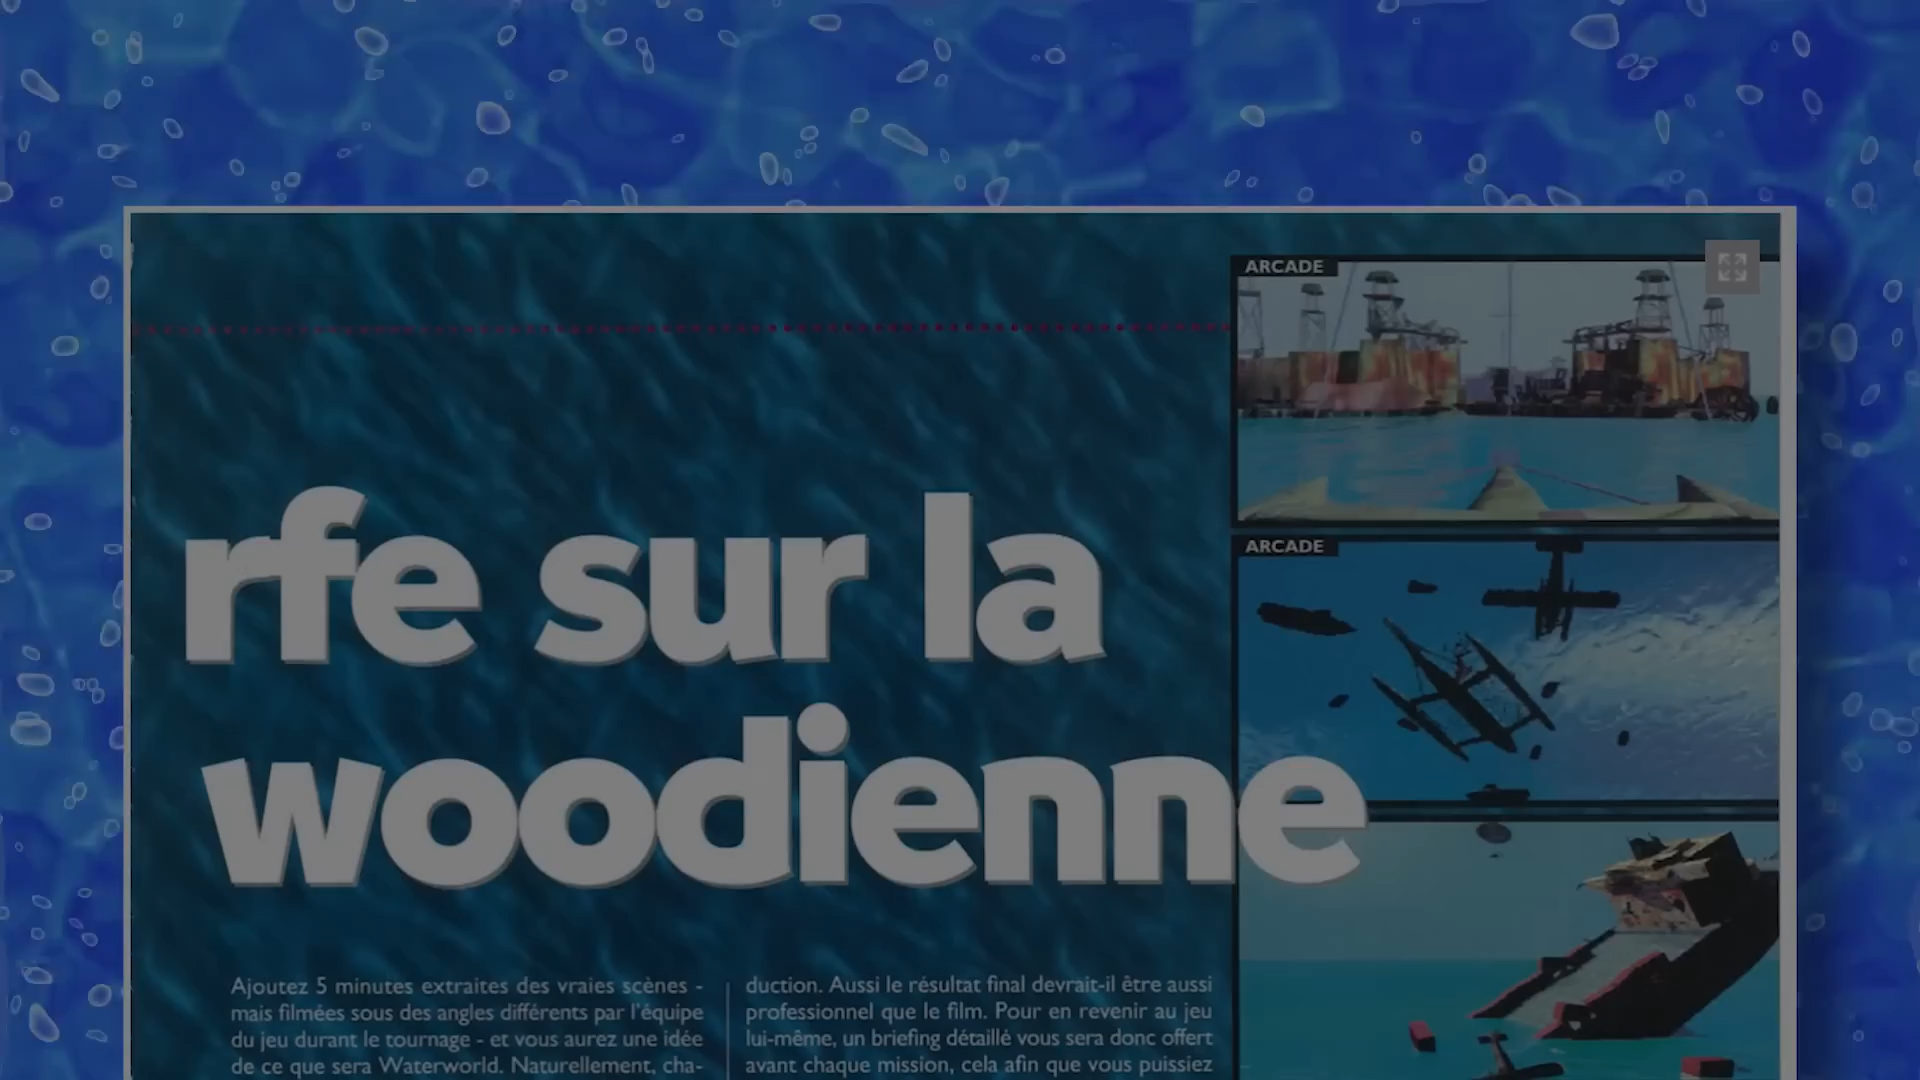 ARCADE
rfe sur la
woodienne
ARCADE
Ajoutez 5 minutes extraites des vraies scènes -
mais filmées sous des angles différents par l'équipe
du jeu durant le tournage - et vous aurez une idée
de ce que sera Waterworld. Naturellement, cha-
duction. Aussi le résultat final devrait-il être aussi
professionnel que le film. Pour en revenir au jeu
lui-même, un briefing détaillé vous sera donc offert
avant chaque mission, cela afin que vous puissiez